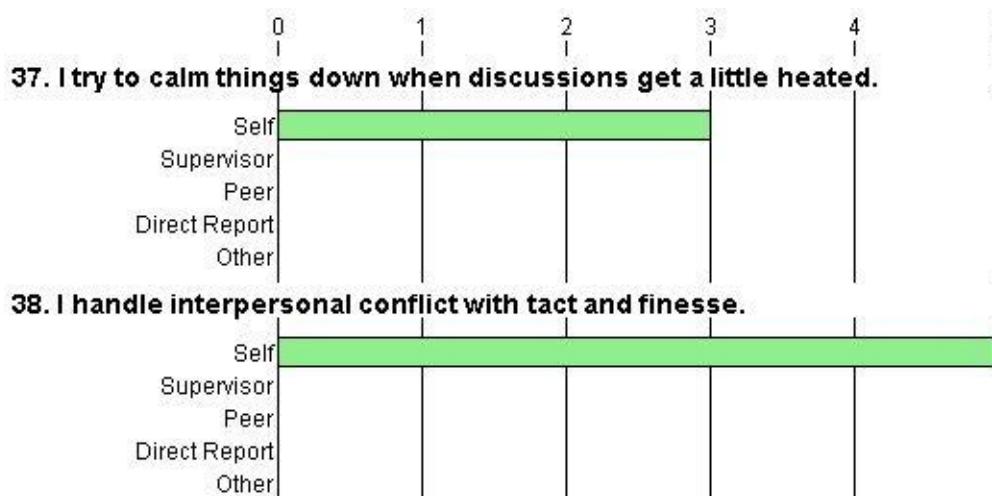 0 1 2 3 4
37. I try to calm things down when discussions get a little heated.
Self
Supervisor
Peer
Direct Report
Other
38. I handle interpersonal conflict with tact and finesse.
Self
Supervisor
Peer
Direct Report
Other